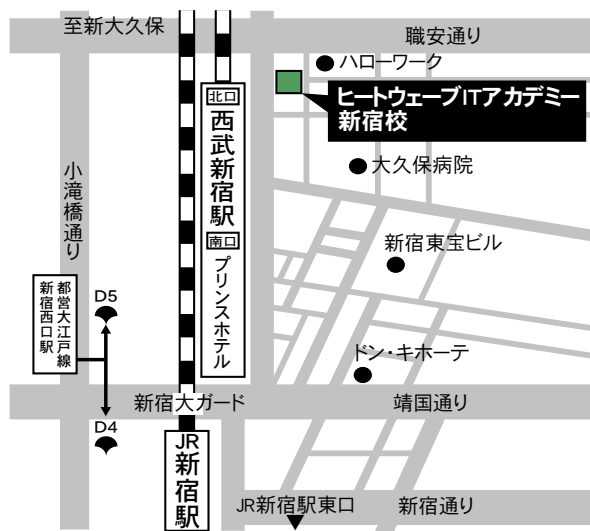 至新大久保
職安通り
ハローワーク
ヒートウェーブITアカデミー
新宿校
北口
西武新宿駅
南口
プリンスホテル
大久保病院
小滝橋通り
新宿東宝ビル
都営大江戸線
新宿西口駅
D5
ドン・キホーテ
新宿大ガード
靖国通り
D4
JR新宿駅
JR新宿駅東口
新宿通り